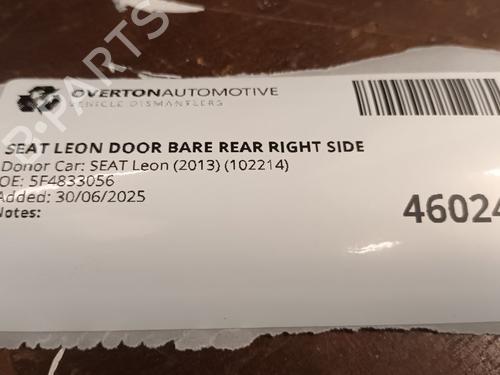 OVERTONAUTOMOTIVE
VEHICLE DISMANTLERS
SEAT LEON DOOR BARE REAR RIGHT SIDE
Donor Car: SEAT Leon (2013) (102214)
OE: 5F4833056
Added: 30/06/2025
Notes:
46024
B-PARTS